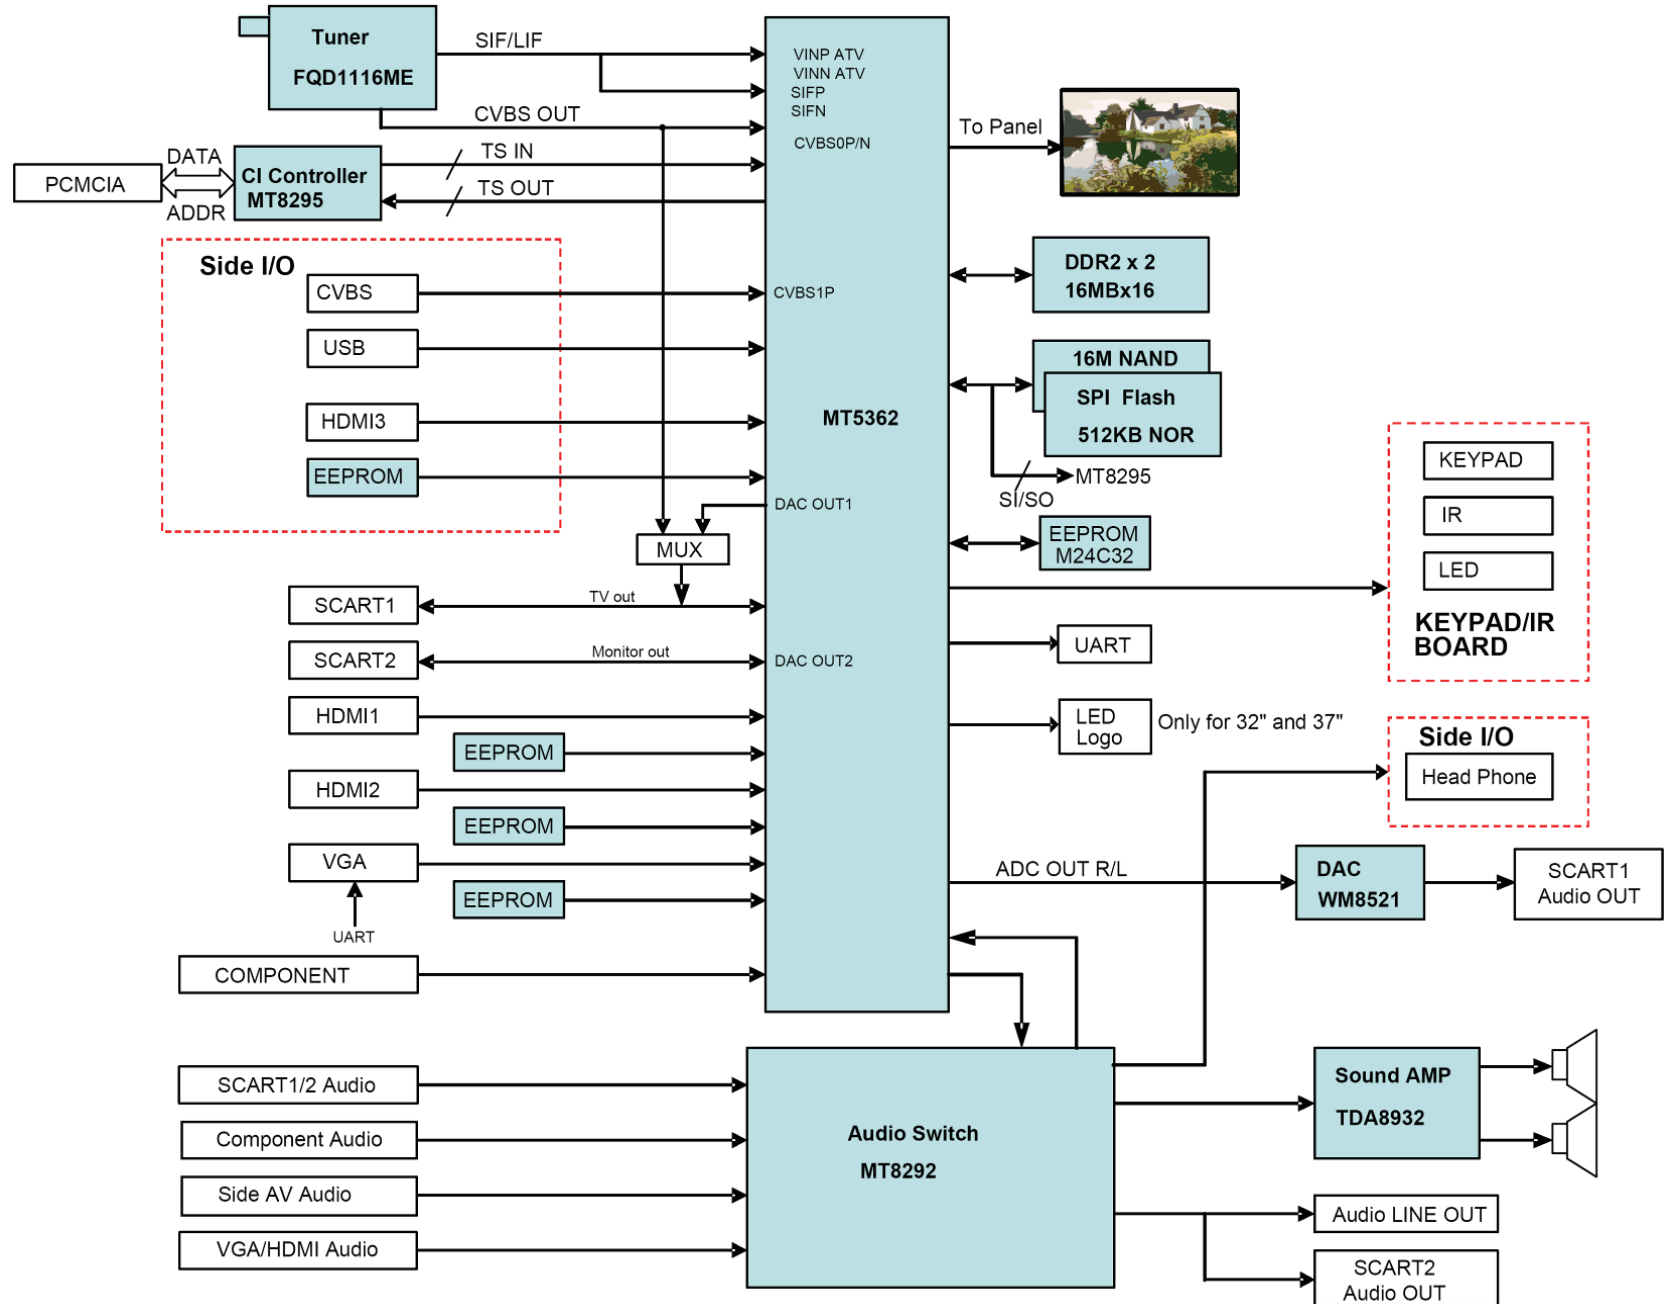 Tuner
FQD1116ME
SIF/LIF
CVBS OUT
VINP ATV
VINN ATV
SIFP
SIFN
CVBS0P/N
To Panel
PCMCIA
DATA
ADDR
CI Controller
MT8295
TS IN
TS OUT
Side I/O
CVBS
CVBS1P
USB
HDMI3
EEPROM
MT5362
DDR2 x 2
16MBx16
16M NAND
SPI Flash
512KB NOR
MT8295
SI/SO
DAC OUT1
MUX
EEPROM
M24C32
KEYPAD
IR
LED
KEYPAD/IR
BOARD
SCART1
TV out
SCART2
Monitor out
DAC OUT2
UART
HDMI1
EEPROM
LED
Logo
Only for 32" and 37"
Side I/O
Head Phone
HDMI2
EEPROM
VGA
UART
EEPROM
ADC OUT R/L
DAC
WM8521
SCART1
Audio OUT
COMPONENT
SCART1/2 Audio
Component Audio
Side AV Audio
VGA/HDMI Audio
Audio Switch
MT8292
Sound AMP
TDA8932
Audio LINE OUT
SCART2
Audio OUT